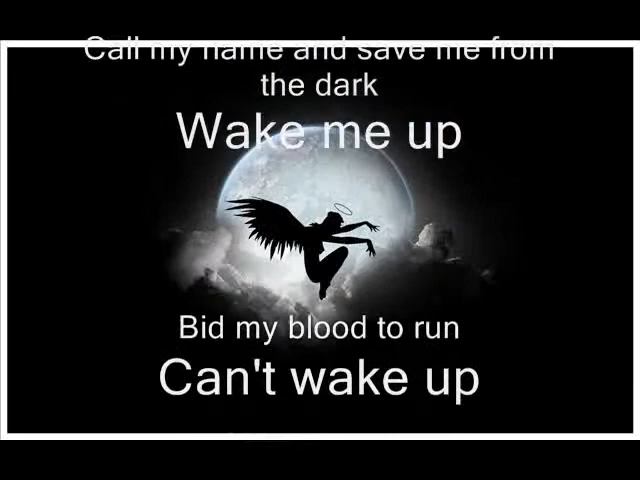 Call my name and save me from
the dark
Wake me up
Bid my blood to run
Can't wake up